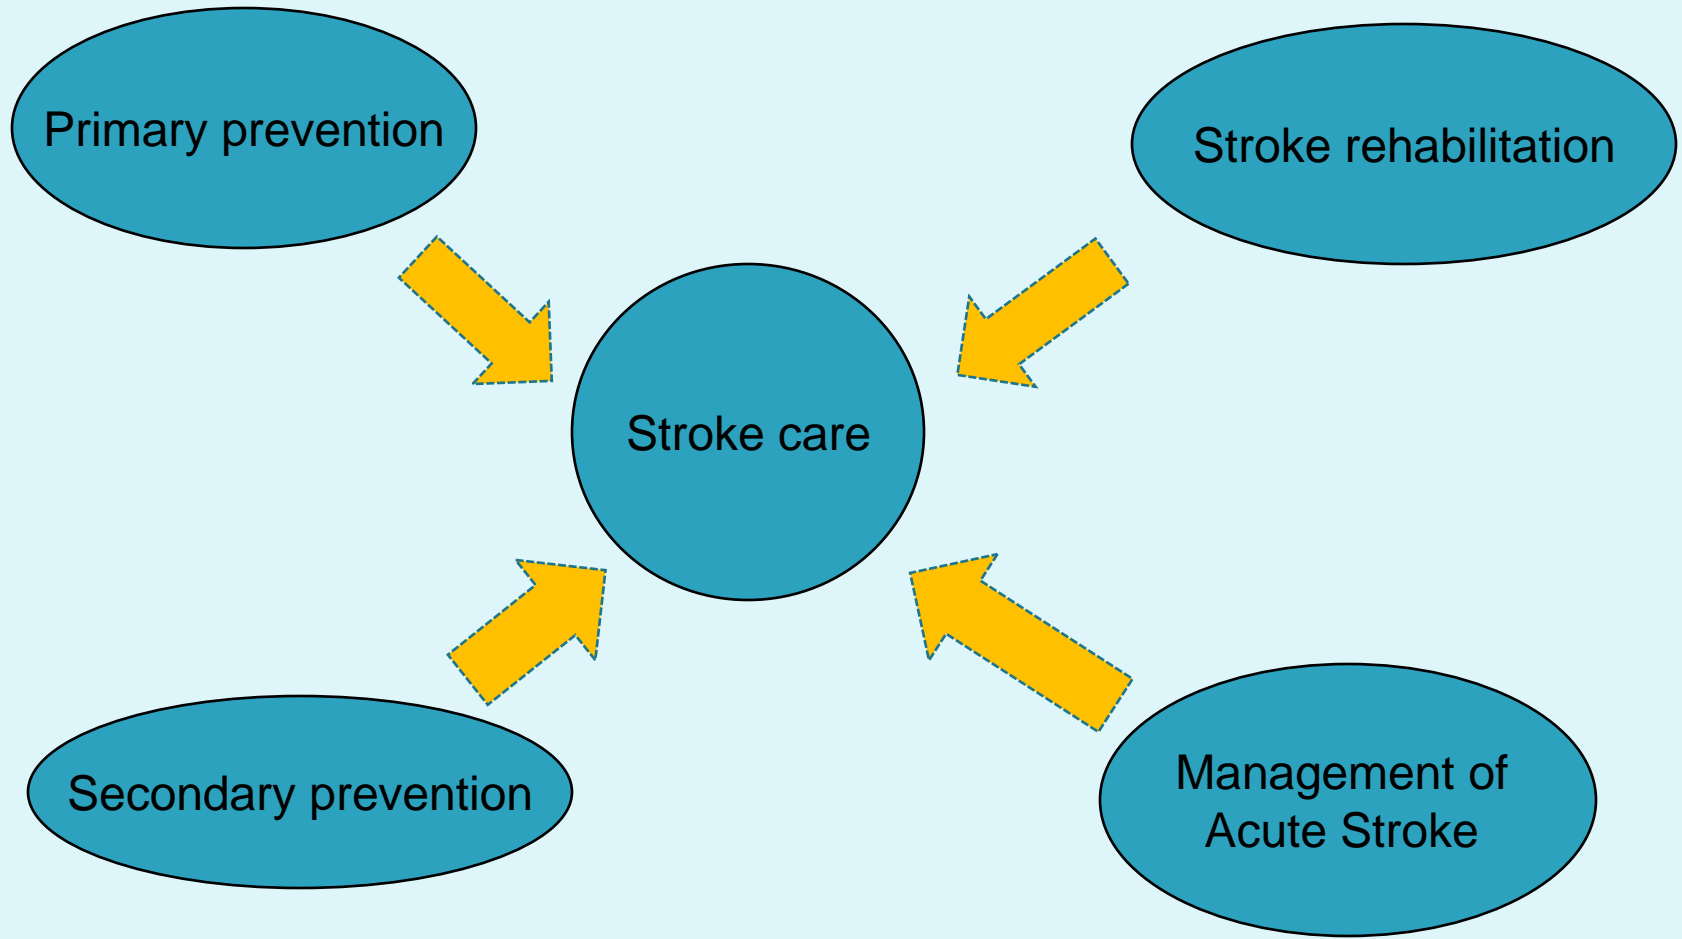 Primary prevention
Stroke rehabilitation
Stroke care
Secondary prevention
Management of
Acute Stroke